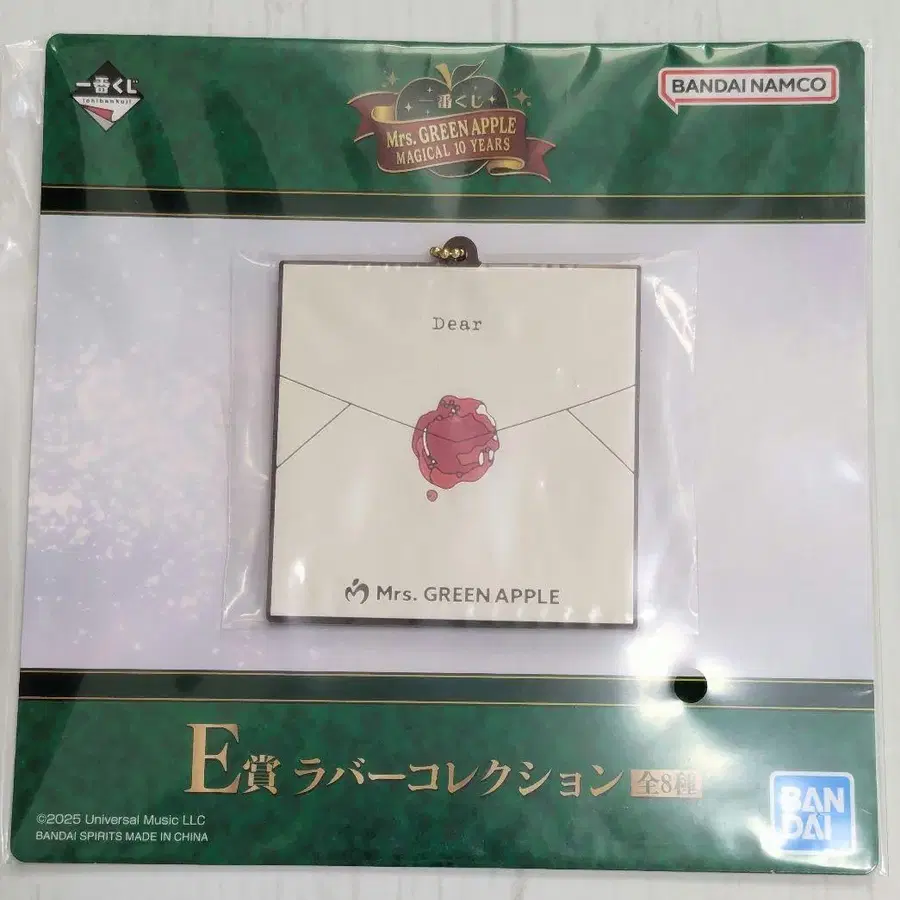 一番くじ
ichibankuji
一番くじ
Mrs. GREEN APPLE
MAGICAL 10 YEARS
BANDAI NAMCO
Dear
Mrs. GREEN APPLE
E賞 ラバーコレクション 全8種
©2025 Universal Music LLC
BANDAI SPIRITS MADE IN CHINA
BAN
DAI